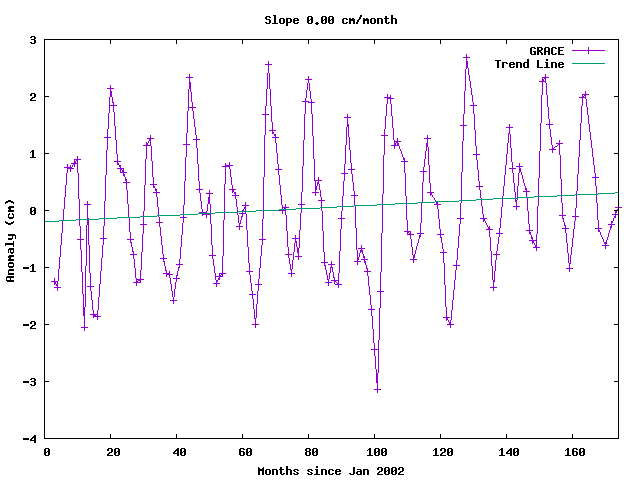 Slope 0.00 cm/month
GRACE
Trend Line
3
2
1
0
-1
-2
-3
-4
Anomaly (cm)
0 20 40 60 80 100 120 140 160
Months since Jan 2002